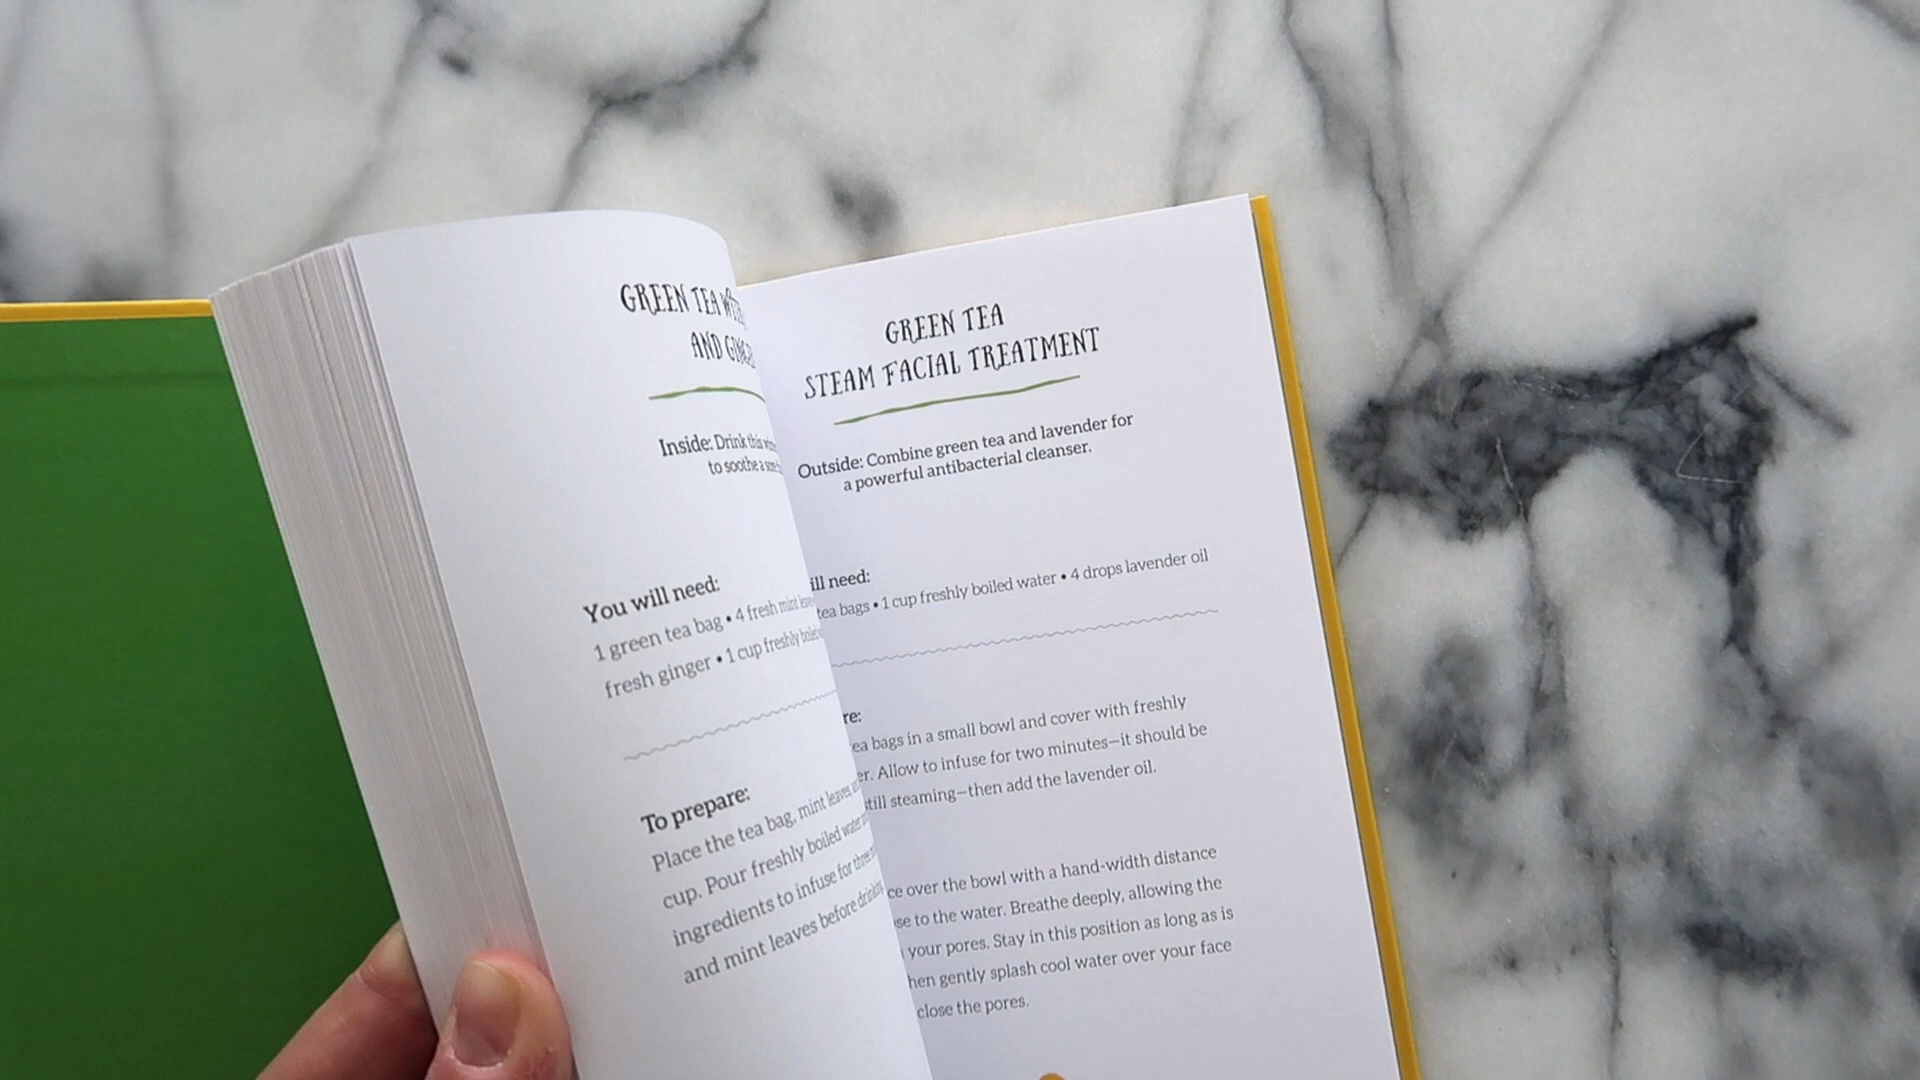 GREEN TEA
AND
Inside: Drink this
to soothe a
You will need:
1 green tea bag • 4 fresh mint
fresh ginger • 1 cup freshly
To prepare:
Place the tea bag, mint leaves
cup. Pour freshly boiled water
ingredients to infuse for three
and mint leaves before drinking
GREEN TEA
STEAM FACIAL TREATMENT
Outside: Combine green tea and lavender for
a powerful antibacterial cleanser.
ill need:
tea bags • 1 cup freshly boiled water • 4 drops lavender oil
re:
ea bags in a small bowl and cover with freshly
er. Allow to infuse for two minutes—it should be
still steaming—then add the lavender oil.
ce over the bowl with a hand-width distance
se to the water. Breathe deeply, allowing the
your pores. Stay in this position as long as is
hen gently splash cool water over your face
close the pores.